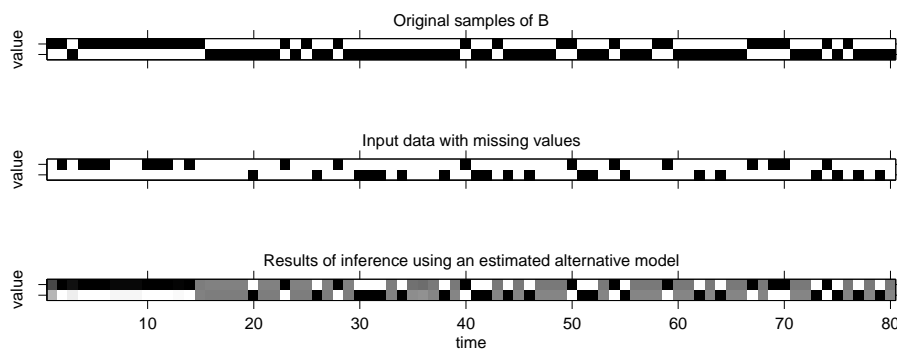 Original samples of B
value
Input data with missing values
value
Results of inference using an estimated alternative model
value
10 20 30 40 50 60 70 80
time